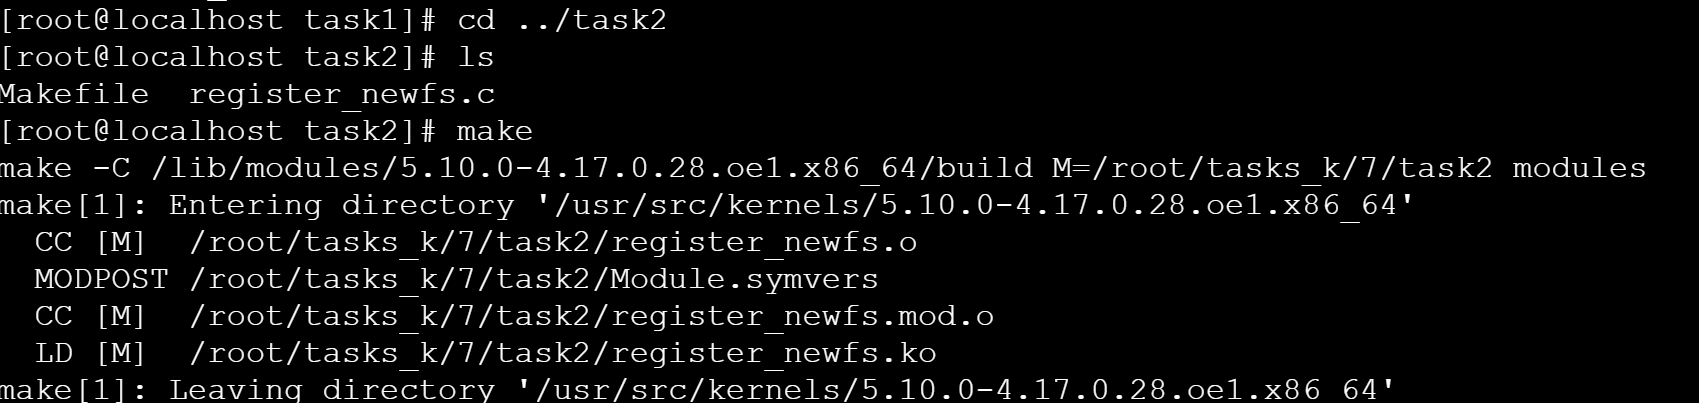 [root@localhost task1]# cd ../task2
[root@localhost task2]# ls
Makefile  register_newfs.c
[root@localhost task2]# make
make -C /lib/modules/5.10.0-4.17.0.28.oe1.x86_64/build M=/root/tasks_k/7/task2 modules
make[1]: Entering directory '/usr/src/kernels/5.10.0-4.17.0.28.oe1.x86_64'
  CC [M]  /root/tasks_k/7/task2/register_newfs.o
  MODPOST /root/tasks_k/7/task2/Module.symvers
  CC [M]  /root/tasks_k/7/task2/register_newfs.mod.o
  LD [M]  /root/tasks_k/7/task2/register_newfs.ko
make[1]: Leaving directory '/usr/src/kernels/5.10.0-4.17.0.28.oe1.x86_64'